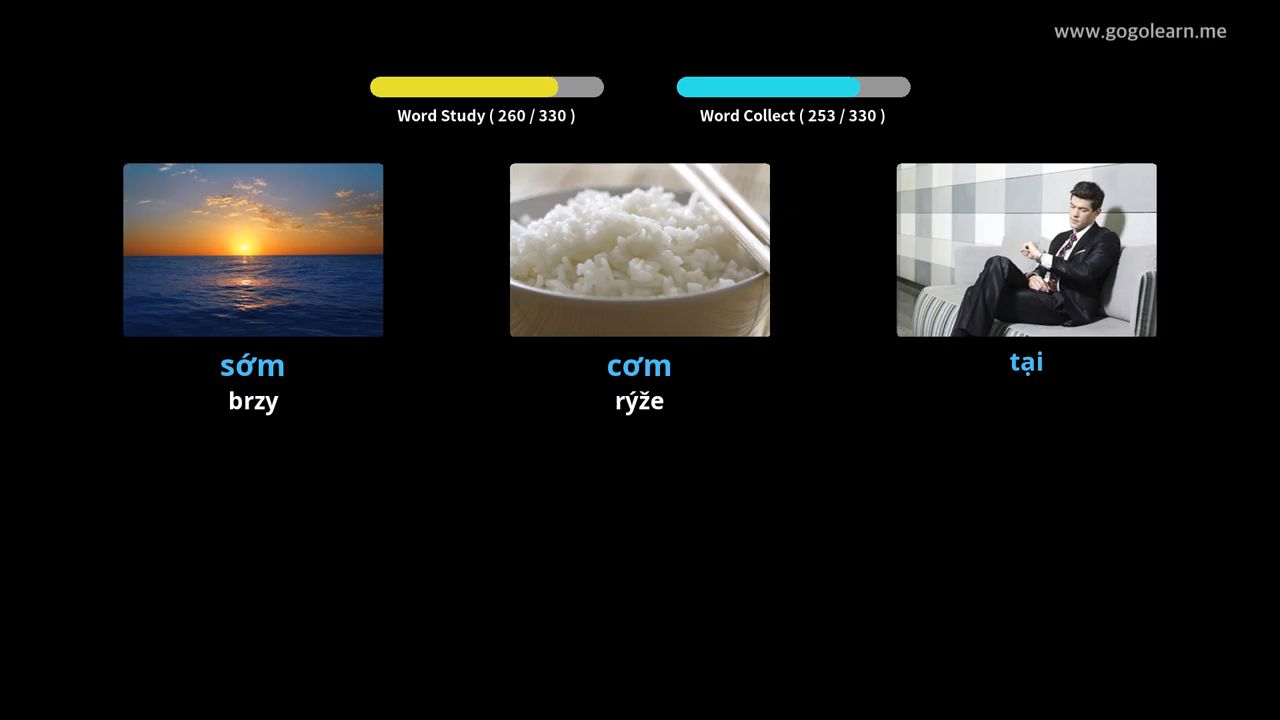 www.gogolearn.me
Word Study ( 260 / 330 )
Word Collect ( 253 / 330 )
sớm
brzy
cơm
rýže
tại